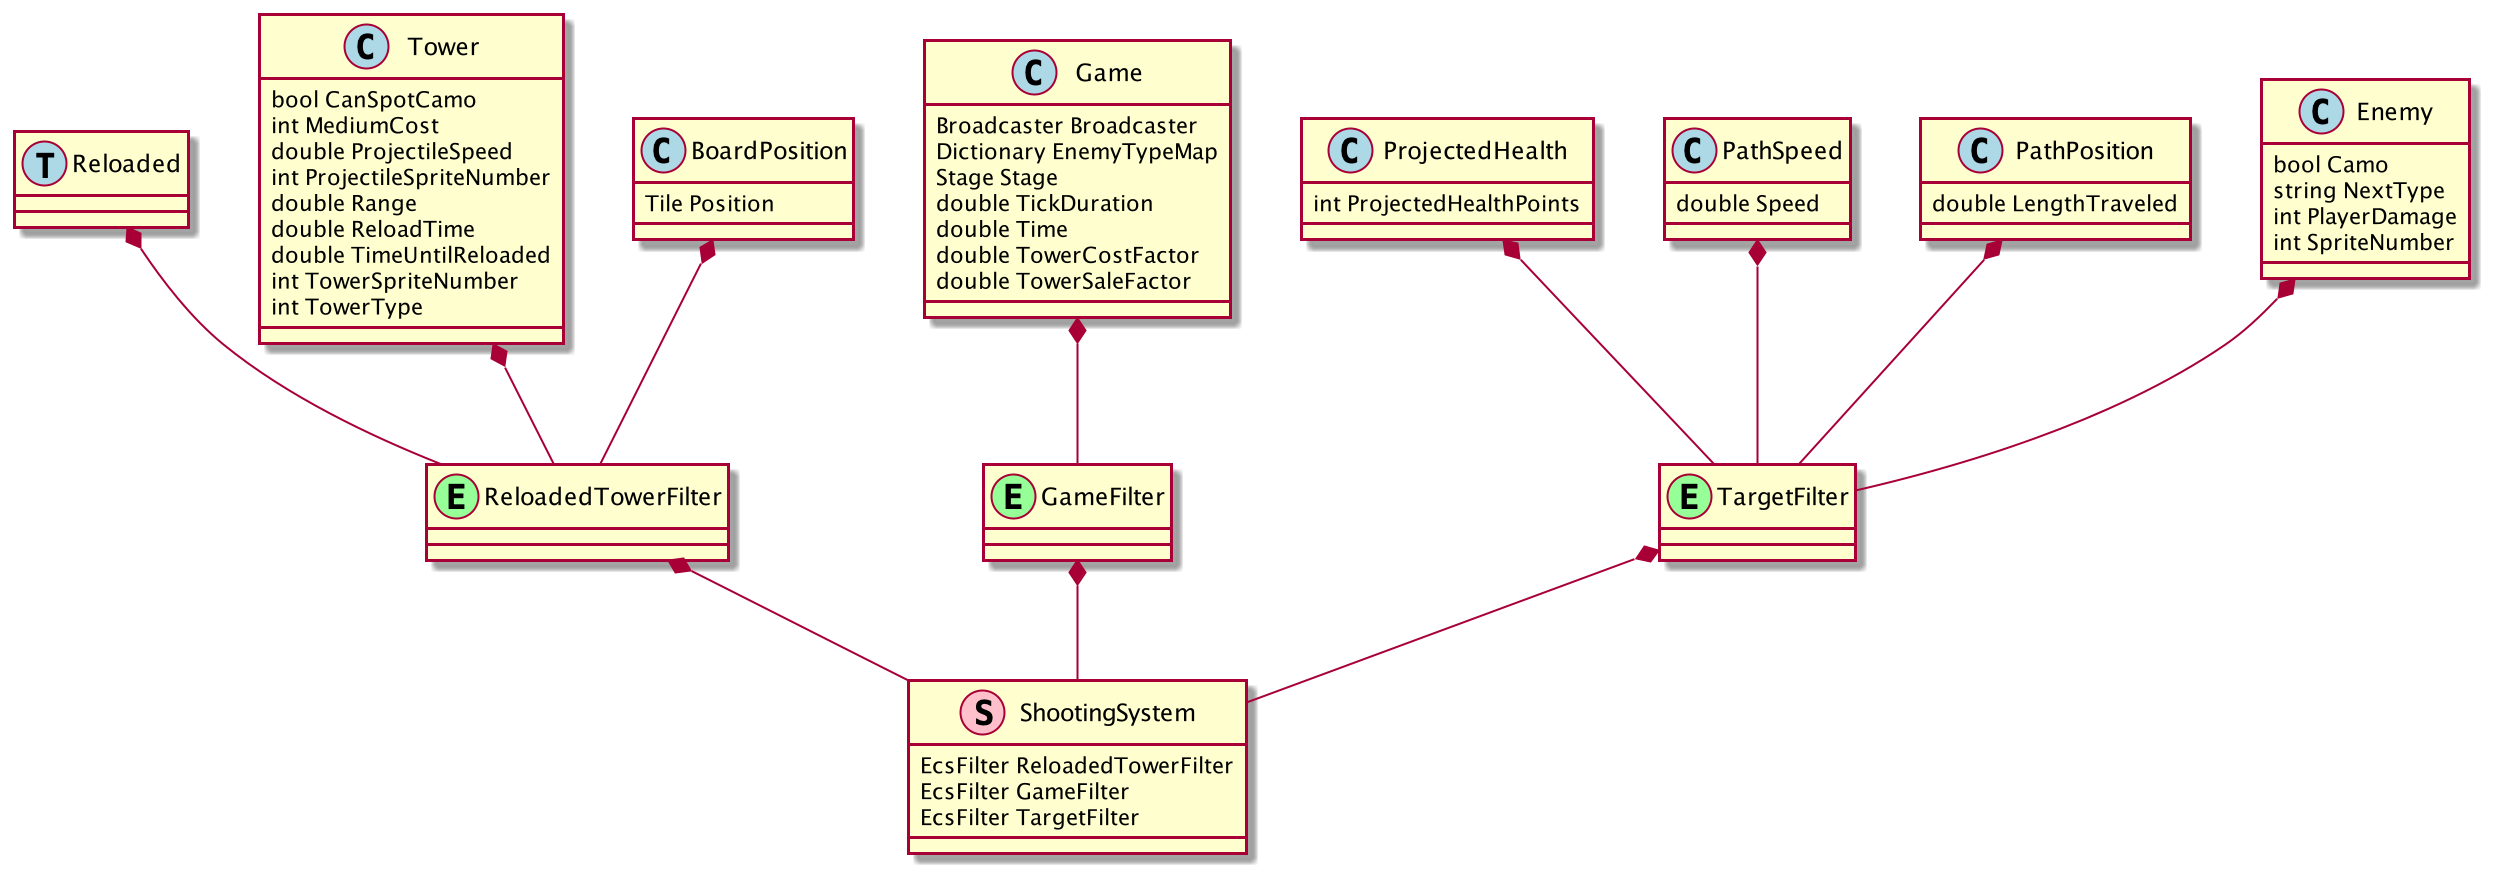 T Reloaded
C Tower
bool CanSpotCamo
int MediumCost
double ProjectileSpeed
int ProjectileSpriteNumber
double Range
double ReloadTime
double TimeUntilReloaded
int TowerSpriteNumber
int TowerType
C BoardPosition
Tile Position
C Game
Broadcaster Broadcaster
Dictionary EnemyTypeMap
Stage Stage
double TickDuration
double Time
double TowerCostFactor
double TowerSaleFactor
C ProjectedHealth
int ProjectedHealthPoints
C PathSpeed
double Speed
C PathPosition
double LengthTraveled
C Enemy
bool Camo
string NextType
int PlayerDamage
int SpriteNumber
E ReloadedTowerFilter
E GameFilter
E TargetFilter
S ShootingSystem
EcsFilter ReloadedTowerFilter
EcsFilter GameFilter
EcsFilter TargetFilter